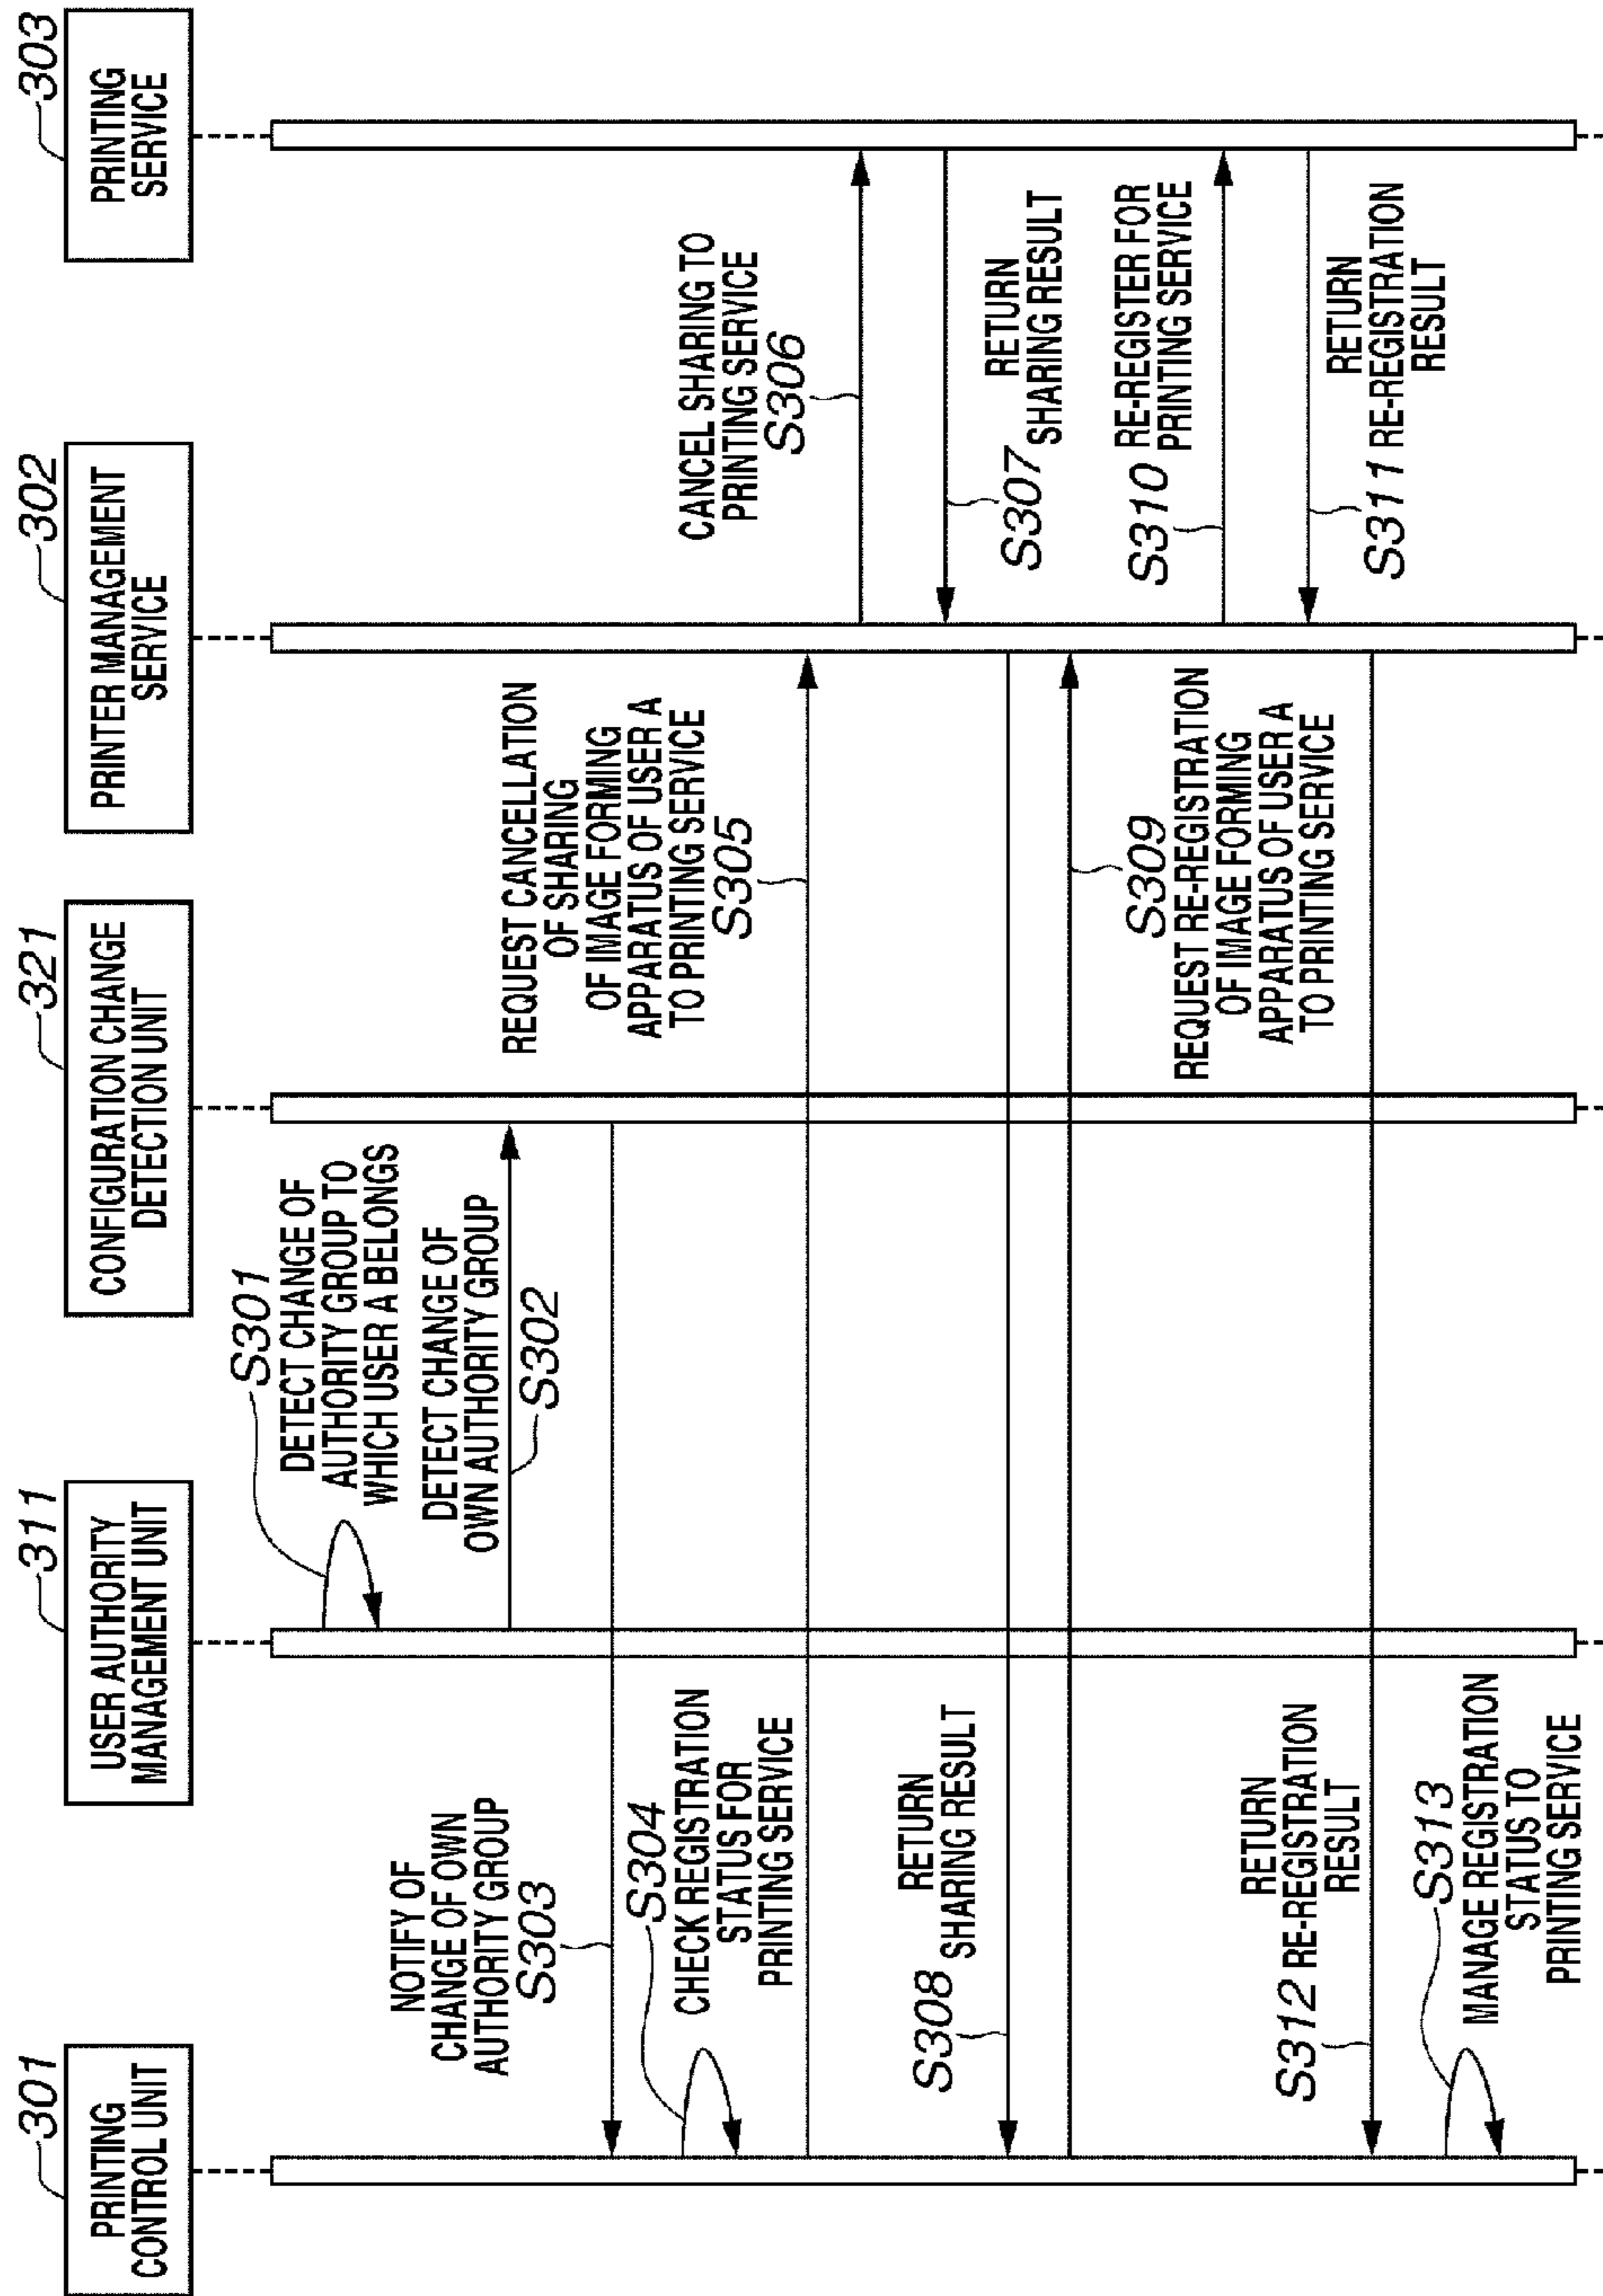 301
PRINTING
CONTROL UNIT
311
USER AUTHORITY
MANAGEMENT UNIT
321
CONFIGURATION CHANGE
DETECTION UNIT
302
PRINTER MANAGEMENT
SERVICE
303
PRINTING
SERVICE
S301
DETECT CHANGE OF
AUTHORITY GROUP TO
WHICH USER A BELONGS
DETECT CHANGE OF
OWN AUTHORITY GROUP
S302
NOTIFY OF
CHANGE OF OWN
AUTHORITY GROUP
S303
S304
CHECK REGISTRATION
STATUS FOR
PRINTING SERVICE
REQUEST CANCELLATION
OF SHARING
OF IMAGE FORMING
APPARATUS OF USER A
TO PRINTING SERVICE
S305
CANCEL SHARING TO
PRINTING SERVICE
S306
RETURN
S307 SHARING RESULT
RETURN
S308 SHARING RESULT
S309
REQUEST RE-REGISTRATION
OF IMAGE FORMING
APPARATUS OF USER A
TO PRINTING SERVICE
S310 RE-REGISTER FOR
PRINTING SERVICE
RETURN
S311 RE-REGISTRATION
RESULT
RETURN
S312 RE-REGISTRATION
RESULT
S313
MANAGE REGISTRATION
STATUS TO
PRINTING SERVICE